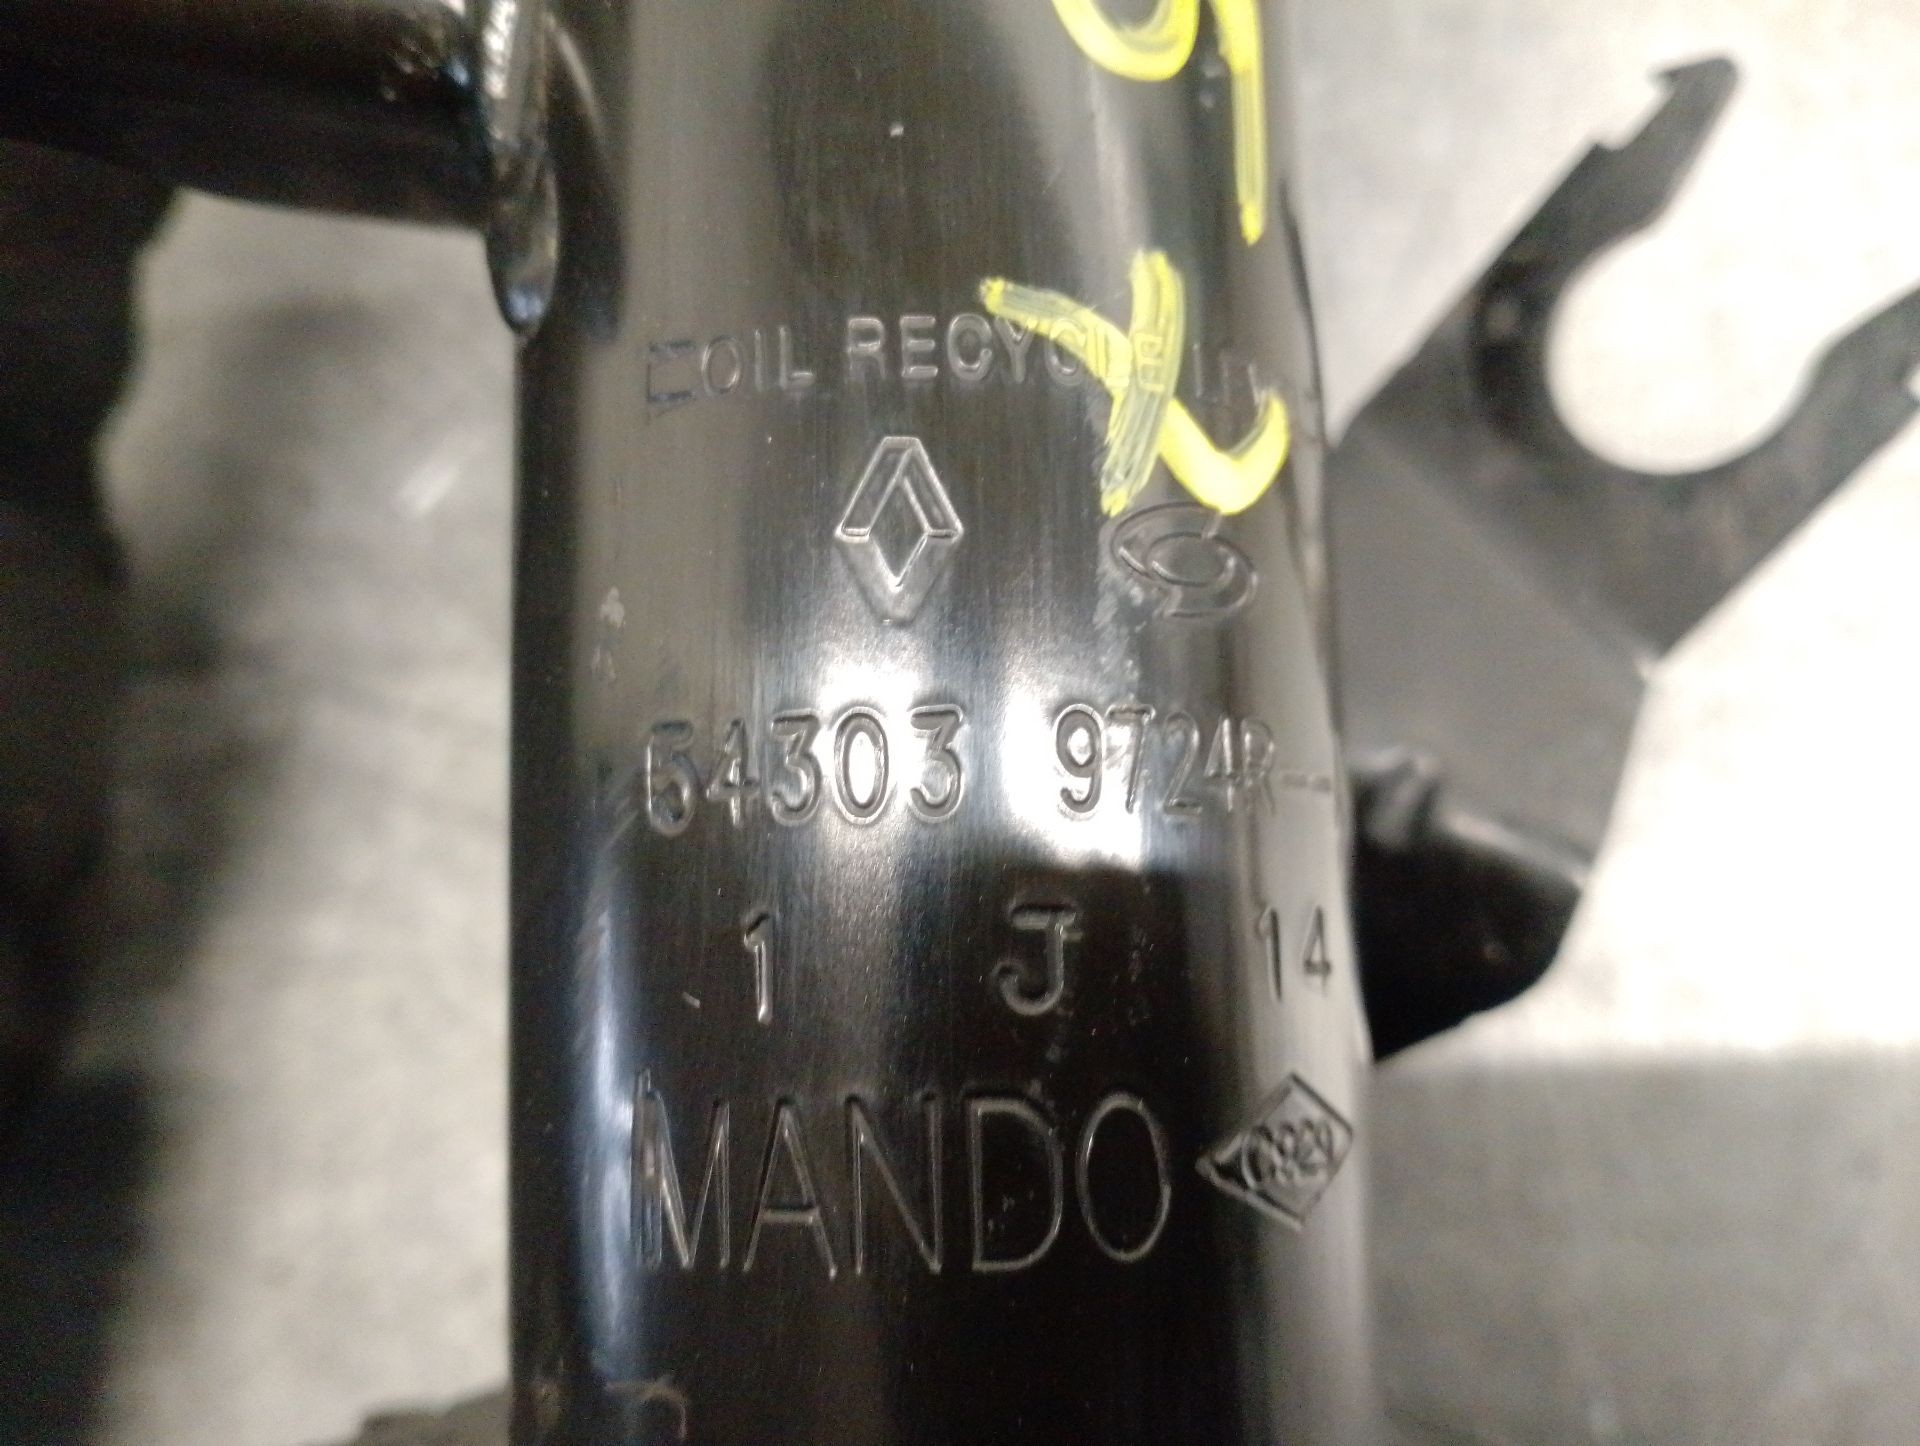 OIL RECYCLE
54303 9724R--
1 J 14
MANDO